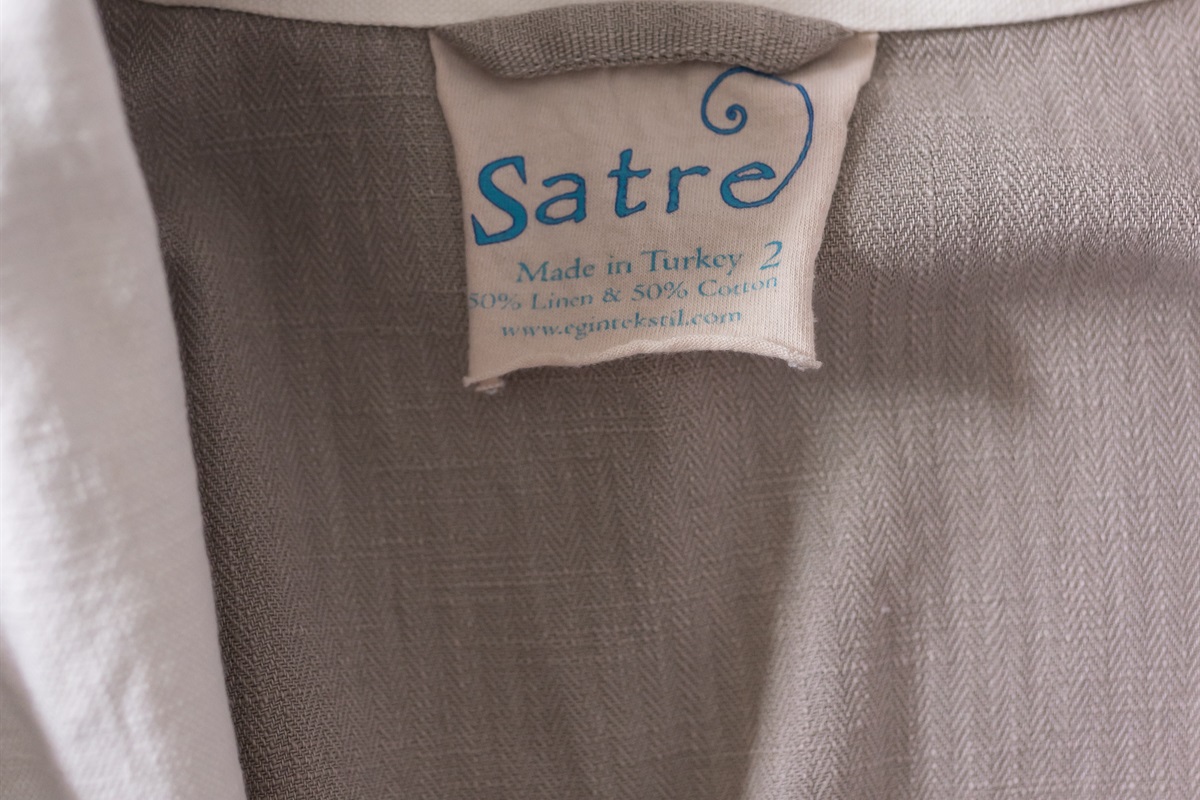 Satre
Made in Turkey 2
50% Linen & 50% Cotton
www.egintekstil.com